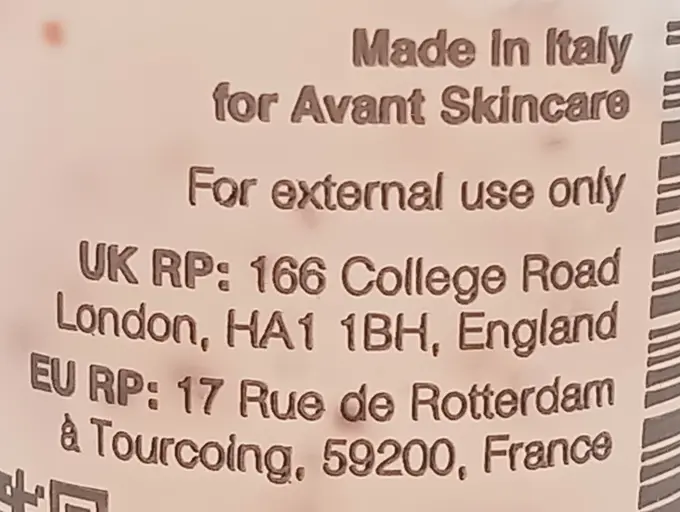 Made In Italy
for Avant Skincare
For external use only
UK RP: 166 College Road
London, HA1 1BH, England
EU RP: 17 Rue de Rotterdam
à Tourcoing, 59200, France